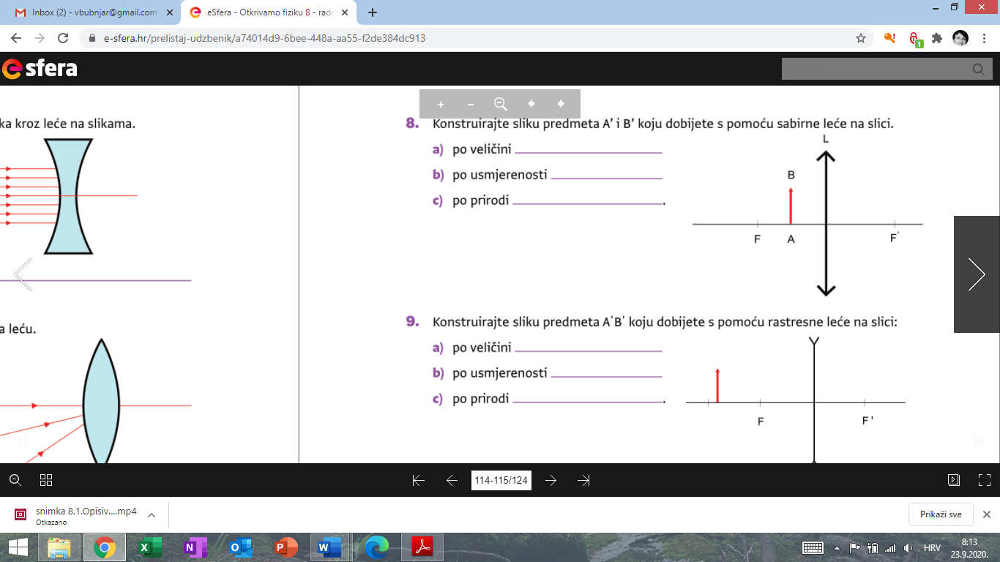 Inbox (2) - vbubnjar@gmail.com
eSfera - Otkrivamo fiziku 8 - radn
e-sfera.hr/prelistaj-udzbenik/a74014d9-6bee-448a-aa55-f2de384dc913
1
esfera
ka kroz leće na slikama.
a leću.
8. Konstruirajte sliku predmeta A’ i B’ koju dobijete s pomoću sabirne leće na slici.
a) po veličini
b) po usmjerenosti
c) po prirodi .
L
B
F A F'
9. Konstruirajte sliku predmeta A'B' koju dobijete s pomoću rastresne leće na slici:
a) po veličini
b) po usmjerenosti
c) po prirodi .
F F'
114-115/124
snimka 8.1.Opisiv....mp4
Otkazano
Prikaži sve
HRV
8:13
23.9.2020.